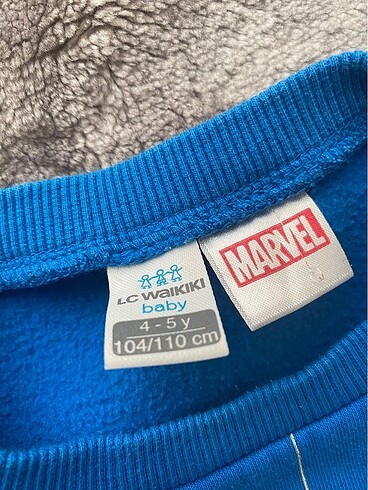 LC WAIKIKI
baby
4 - 5 y
104/110 cm
MARVEL